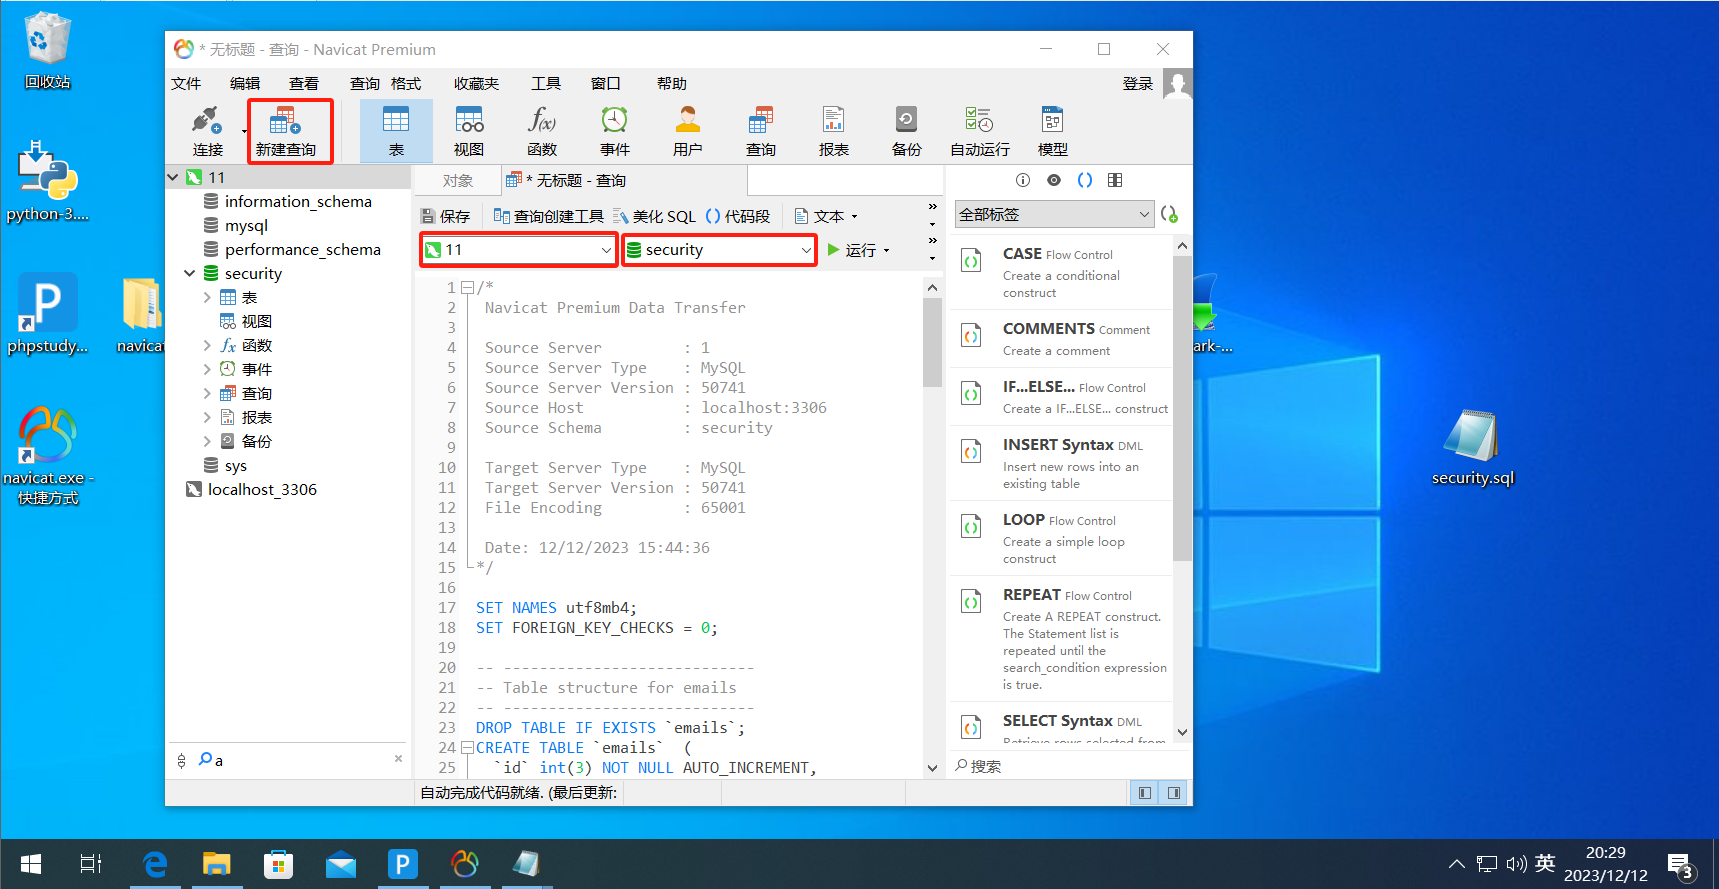 回收站
python-3....
phpstudy...
navicat
navicat.exe -
快捷方式
* 无标题 - 查询 - Navicat Premium
文件 编辑 查看 查询 格式 收藏夹 工具 窗口 帮助 登录
连接 新建查询 表 视图 函数 事件 用户 查询 报表 备份 自动运行 模型
11
information_schema
mysql
performance_schema
security
表
视图
函数
事件
查询
报表
备份
sys
localhost_3306
a
对象 * 无标题 - 查询
保存 查询创建工具 美化 SQL 代码段 文本
11 security 运行
1 /*
2 Navicat Premium Data Transfer
3
4 Source Server : 1
5 Source Server Type : MySQL
6 Source Server Version : 50741
7 Source Host : localhost:3306
8 Source Schema : security
9
10 Target Server Type : MySQL
11 Target Server Version : 50741
12 File Encoding : 65001
13
14 Date: 12/12/2023 15:44:36
15 */
16
17 SET NAMES utf8mb4;
18 SET FOREIGN_KEY_CHECKS = 0;
19
20 -- ----------------------------
21 -- Table structure for emails
22 -- ----------------------------
23 DROP TABLE IF EXISTS `emails`;
24 CREATE TABLE `emails` (
25 `id` int(3) NOT NULL AUTO_INCREMENT,
自动完成代码就绪. (最后更新:
全部标签
CASE Flow Control
Create a conditional
construct
COMMENTS Comment
Create a comment
IF...ELSE... Flow Control
Create a IF...ELSE... construct
INSERT Syntax DML
Insert new rows into an
existing table
LOOP Flow Control
Create a simple loop
construct
REPEAT Flow Control
Create A REPEAT construct.
The Statement list is
repeated until the
search_condition expression
is true.
SELECT Syntax DML
Retrieve rows selected from
搜索
ark-...
security.sql
英
20:29
2023/12/12
3